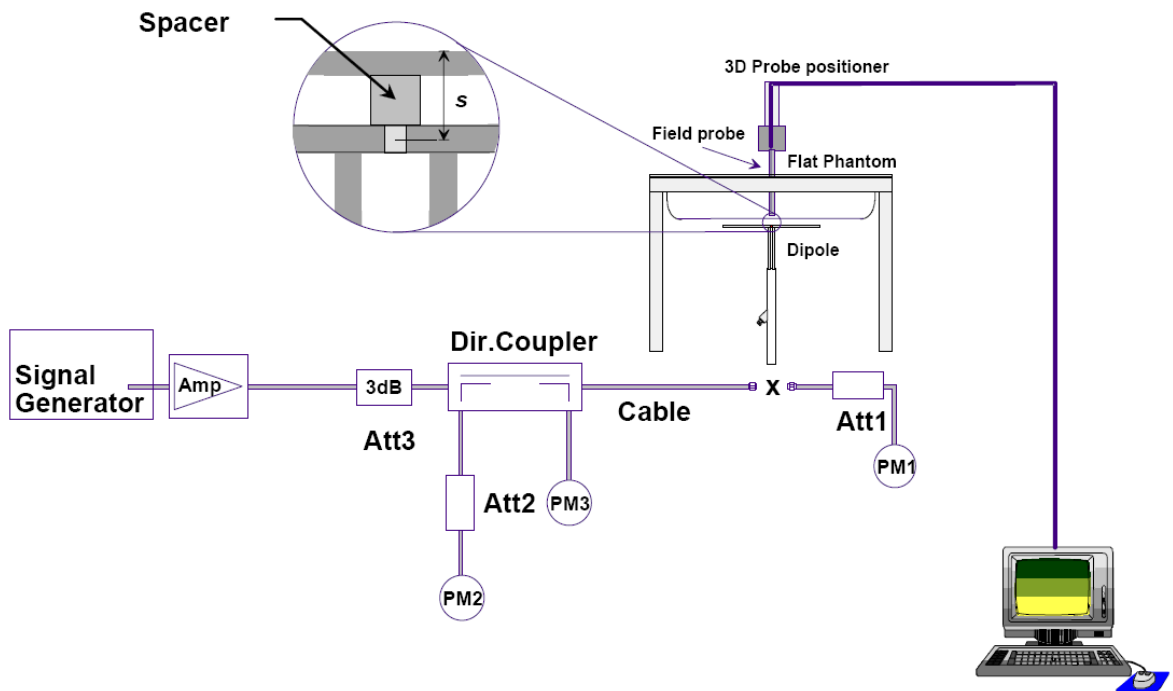 Spacer
s
3D Probe positioner
Field probe
Flat Phantom
Dipole
Dir.Coupler
Signal
Generator
Amp
3dB
Att3
Cable
X
Att1
PM1
Att2
PM3
PM2